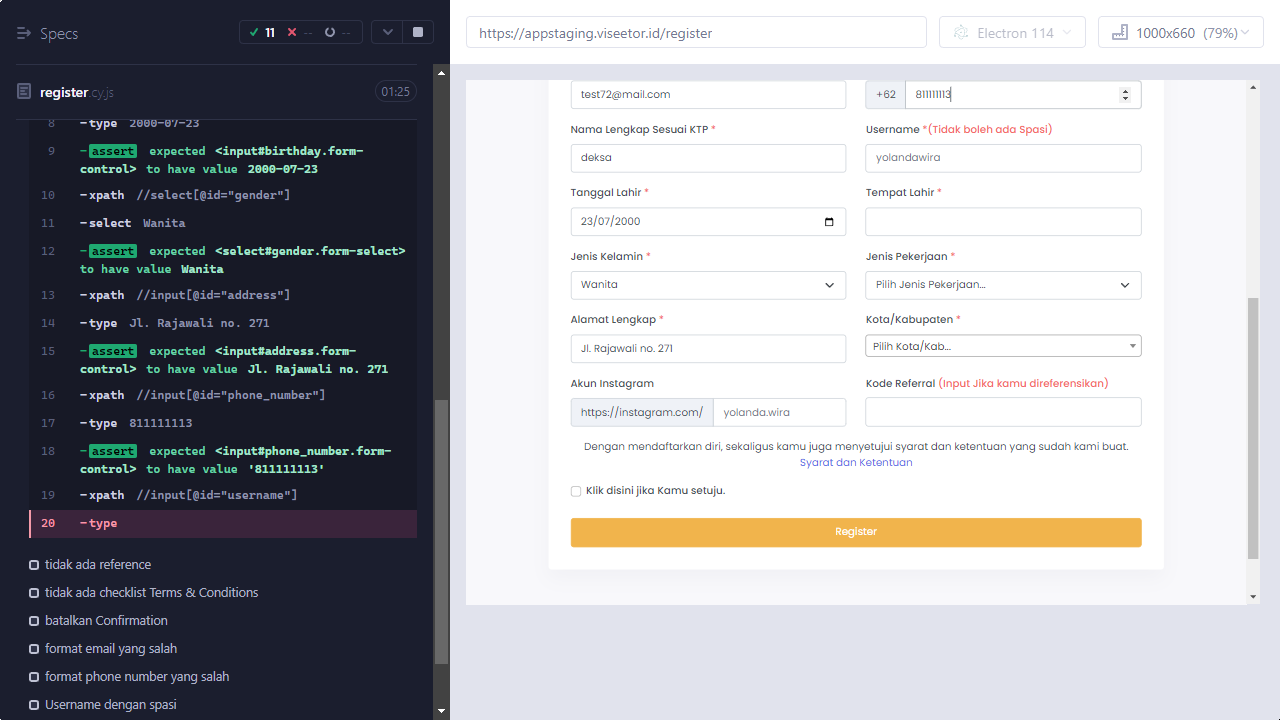 Specs
11
--
--
register.cy.js
01:25
8 -type 2000-07-23
9 -assert expected <input#birthday.form-
control> to have value 2000-07-23
10 -xpath //select[@id="gender"]
11 -select Wanita
12 -assert expected <select#gender.form-select>
to have value Wanita
13 -xpath //input[@id="address"]
14 -type Jl. Rajawali no. 271
15 -assert expected <input#address.form-
control> to have value Jl. Rajawali no. 271
16 -xpath //input[@id="phone_number"]
17 -type 811111113
18 -assert expected <input#phone_number.form-
control> to have value '811111113'
19 -xpath //input[@id="username"]
20 -type
tidak ada reference
tidak ada checklist Terms & Conditions
batalkan Confirmation
format email yang salah
format phone number yang salah
Username dengan spasi
https://appstaging.viseetor.id/register
Electron 114
1000x660 (79%)
test72@mail.com
+62 811111113
Nama Lengkap Sesuai KTP *
Username *(Tidak boleh ada Spasi)
deksa
yolandawira
Tanggal Lahir *
Tempat Lahir *
23/07/2000
Jenis Kelamin *
Jenis Pekerjaan *
Wanita
Pilih Jenis Pekerjaan...
Alamat Lengkap *
Kota/Kabupaten *
Jl. Rajawali no. 271
Pilih Kota/Kab...
Akun Instagram
Kode Referral (Input Jika kamu direferensikan)
https://instagram.com/ yolanda.wira
Dengan mendaftarkan diri, sekaligus kamu juga menyetujui syarat dan ketentuan yang sudah kami buat.
Syarat dan Ketentuan
Klik disini jika Kamu setuju.
Register